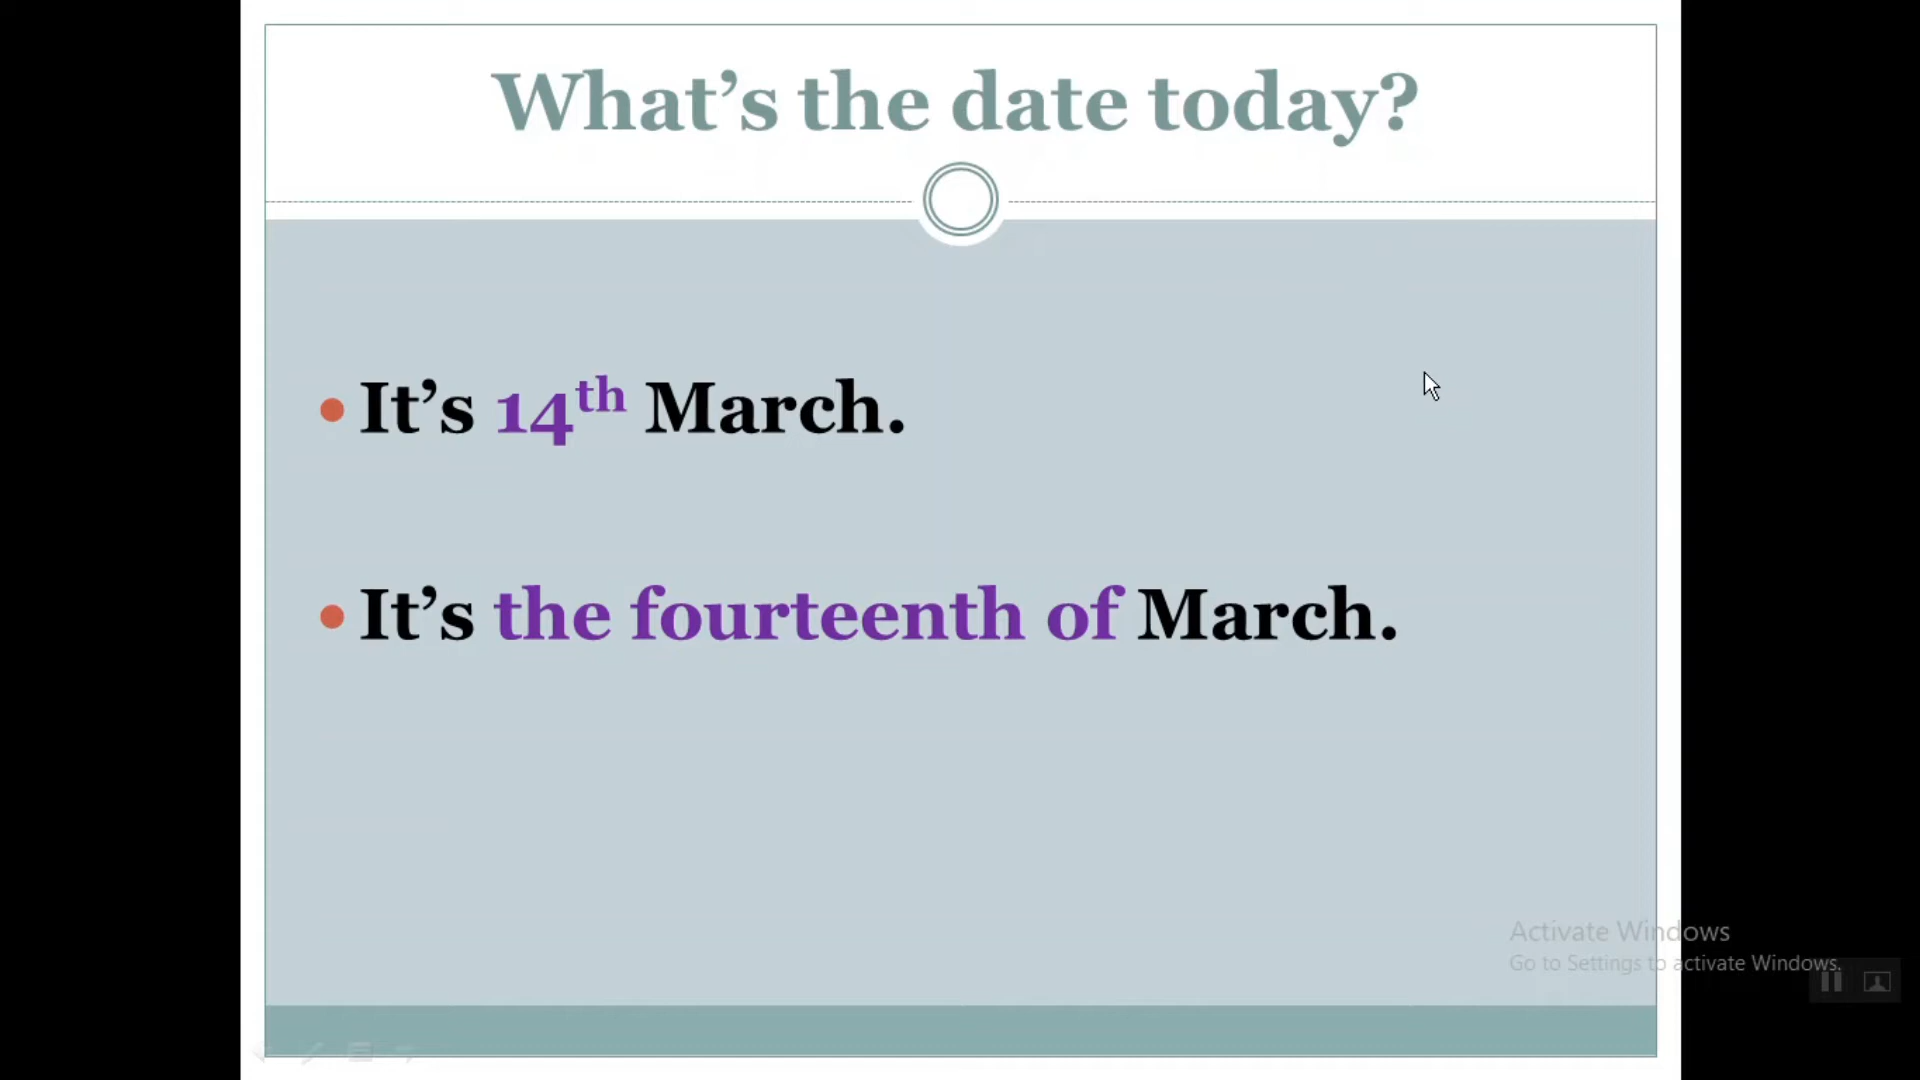 What’s the date today?
It’s 14th March.
It’s the fourteenth of March.
Activate Windows
Go to Settings to activate Windows.